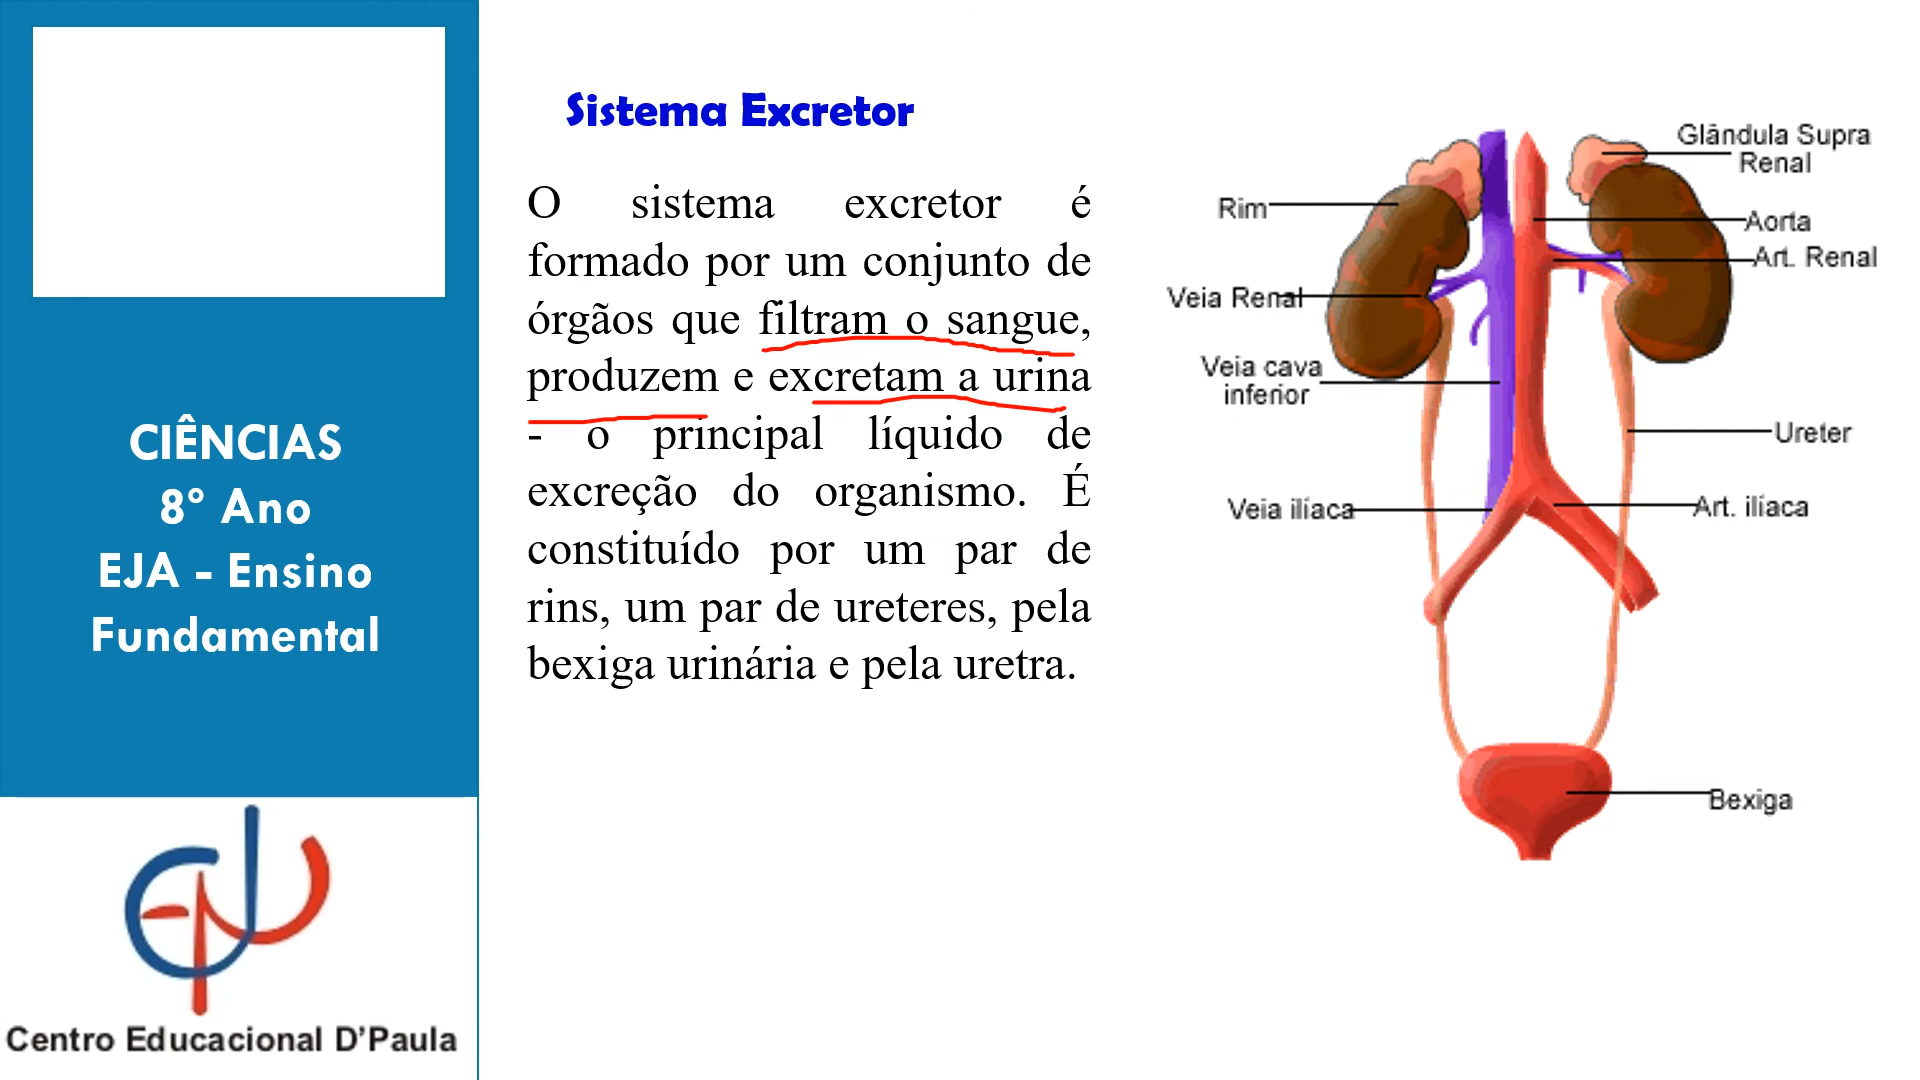 CIÊNCIAS
8° Ano
EJA - Ensino
Fundamental
Centro Educacional D'Paula
Sistema Excretor
O sistema excretor é
formado por um conjunto de
órgãos que filtram o sangue,
produzem e excretam a urina
- o principal líquido de
excreção do organismo. É
constituído por um par de
rins, um par de ureteres, pela
bexiga urinária e pela uretra.
Glândula Supra
Renal
Rim
Aorta
Art. Renal
Veia Renal
Veia cava
inferior
Ureter
Veia ilíaca
Art. ilíaca
Bexiga